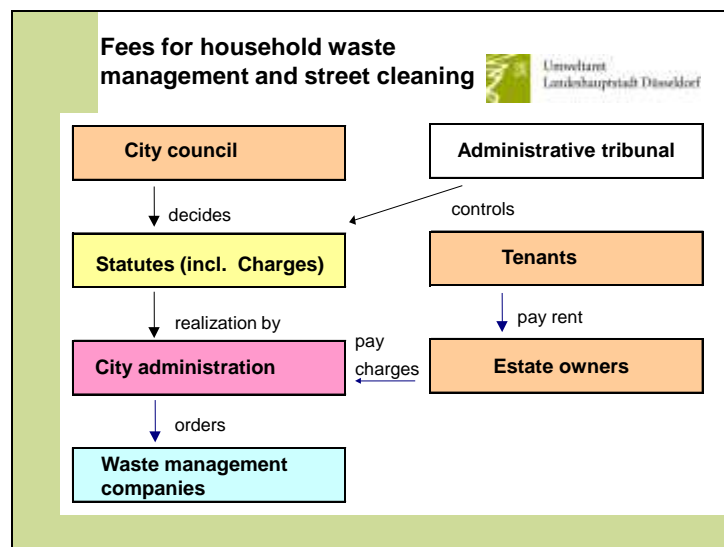 Fees for household waste
management and street cleaning
Umweltamt
Landeshauptstadt Düsseldorf
City council
Administrative tribunal
decides
controls
Statutes (incl. Charges)
Tenants
realization by
pay rent
City administration
pay
charges
Estate owners
orders
Waste management
companies